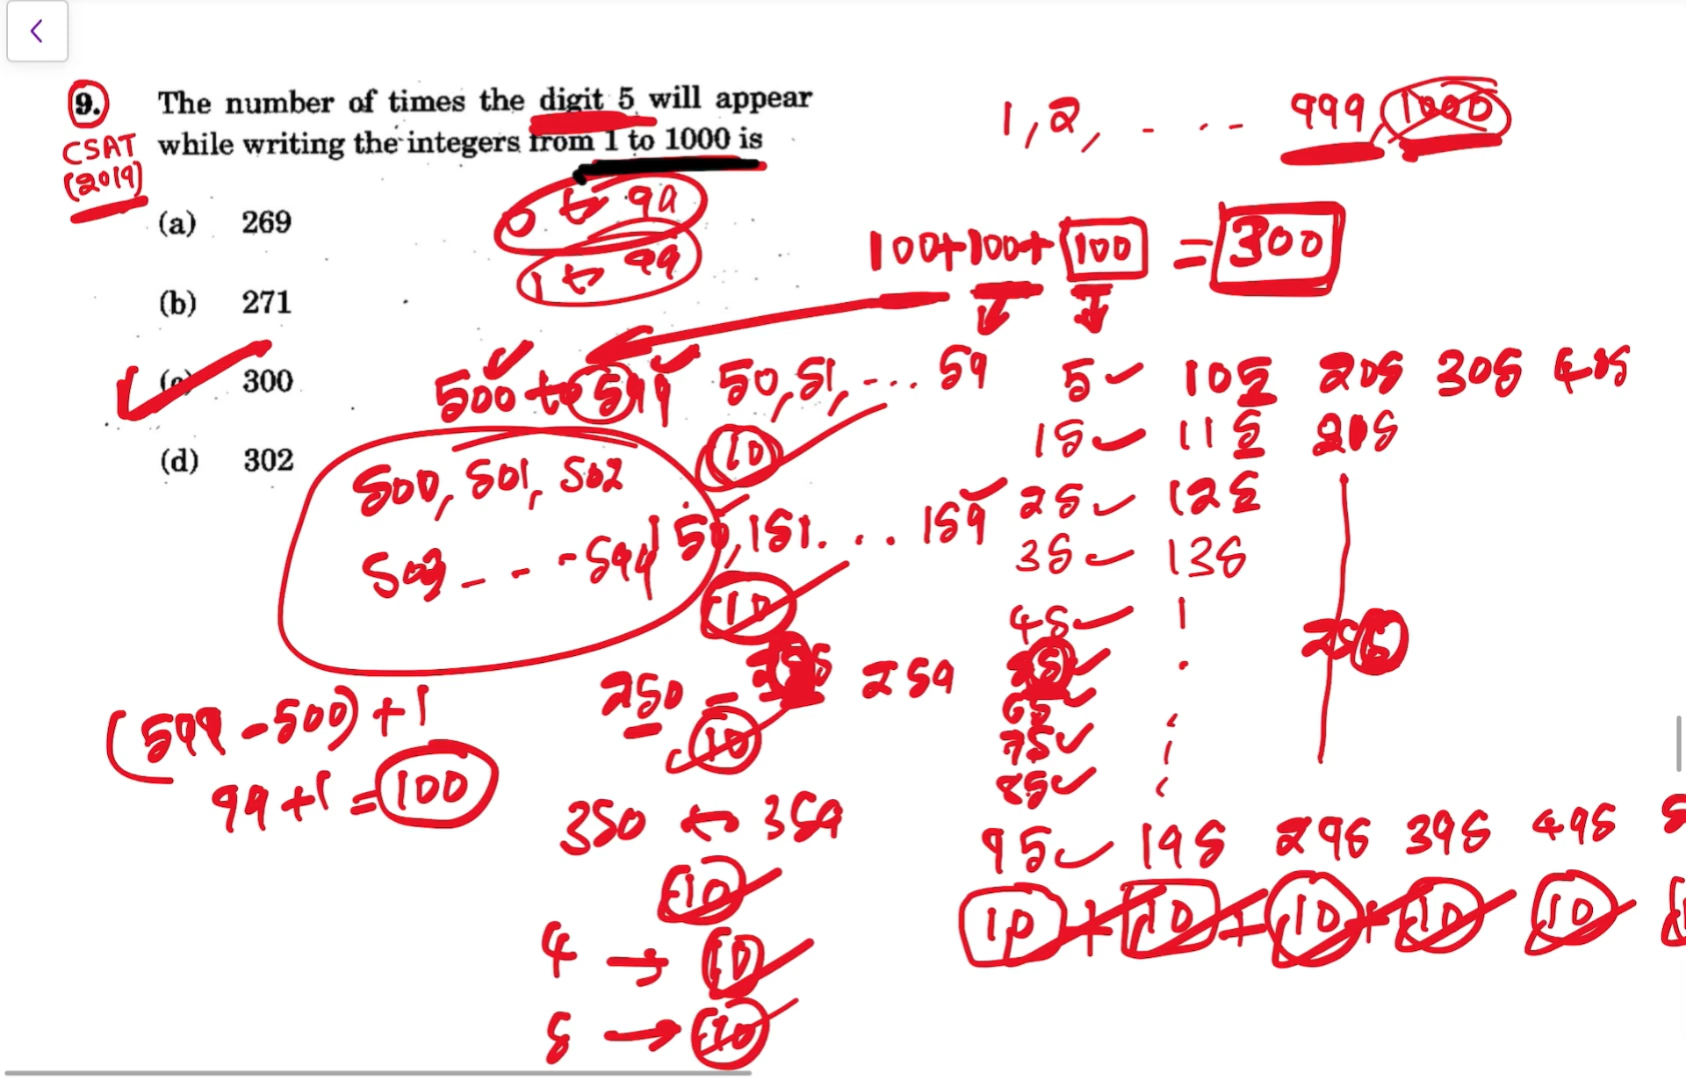 9. The number of times the digit 5 will appear
while writing the integers from 1 to 1000 is
CSAT
(2019)
(a) 269
(b) 271
(c) 300
(d) 302
0 to 99
1 to 99
1, 2, - - - - 999, 1000
100+100+ 100 = 300
500 to 599
500, 501, 502
503 - - - - 599
(599 - 500) + 1
99 + 1 = 100
50, 51, - - - 59
10
150, 151. . . 159
10
250 - 259
10
350 to 359
10
4 → 10
5 → 10
5 105 205 305 405
15 115 215
25 125
35 135
45
55
65
75
85
95 195 295 395 495
10 + 10 + 10 + 10 10